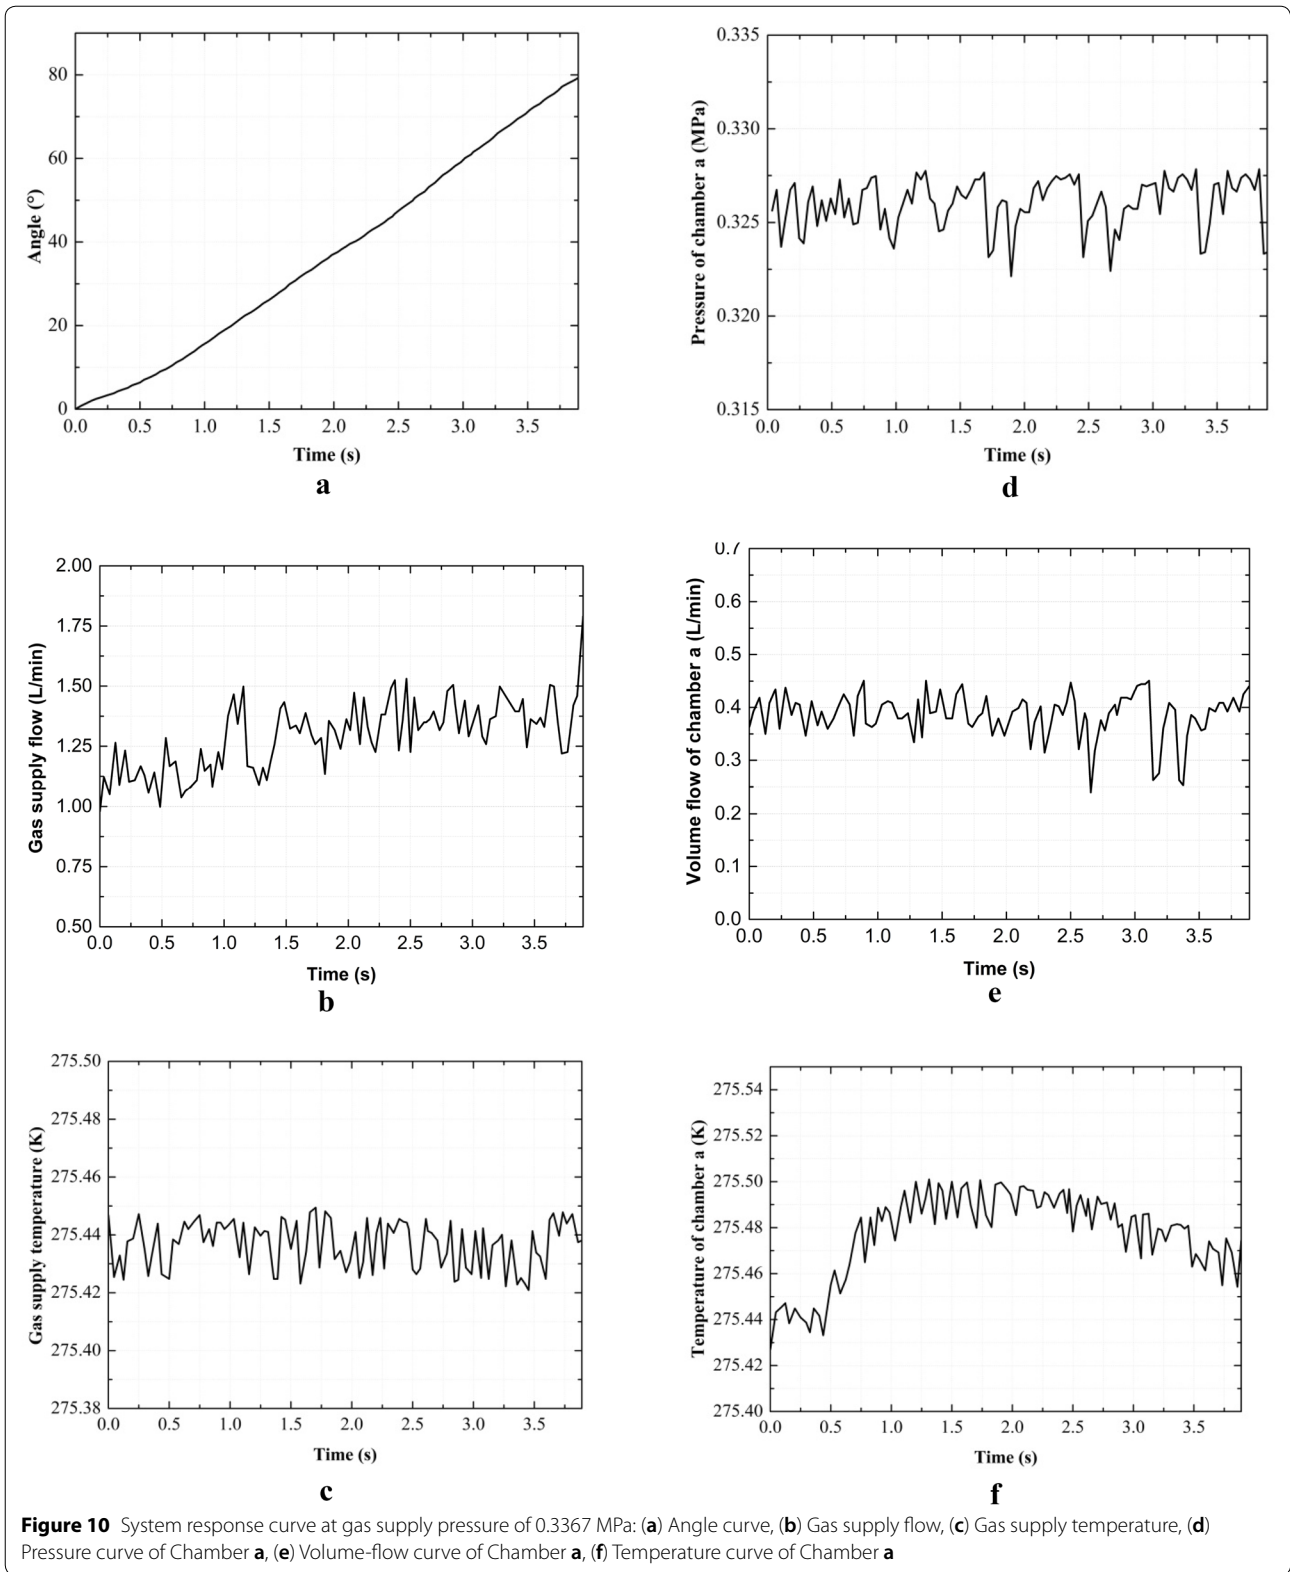 80
60
40
20
0
Angle (°)
0.0 0.5 1.0 1.5 2.0 2.5 3.0 3.5
Time (s)
a
0.335
0.330
0.325
0.320
0.315
Pressure of chamber a (MPa)
0.0 0.5 1.0 1.5 2.0 2.5 3.0 3.5
Time (s)
d
2.00
1.75
1.50
1.25
1.00
0.75
0.50
Gas supply flow (L/min)
0.0 0.5 1.0 1.5 2.0 2.5 3.0 3.5
Time (s)
b
0.7
0.6
0.5
0.4
0.3
0.2
0.1
0.0
Volume flow of chamber a (L/min)
0.0 0.5 1.0 1.5 2.0 2.5 3.0 3.5
Time (s)
e
275.50
275.48
275.46
275.44
275.42
275.40
275.38
Gas supply temperature (K)
0.0 0.5 1.0 1.5 2.0 2.5 3.0 3.5
Time (s)
c
275.54
275.52
275.50
275.48
275.46
275.44
275.42
275.40
Temperature of chamber a (K)
0.0 0.5 1.0 1.5 2.0 2.5 3.0 3.5
Time (s)
f
Figure 10 System response curve at gas supply pressure of 0.3367 MPa: (a) Angle curve, (b) Gas supply flow, (c) Gas supply temperature, (d)
Pressure curve of Chamber a, (e) Volume-flow curve of Chamber a, (f) Temperature curve of Chamber a